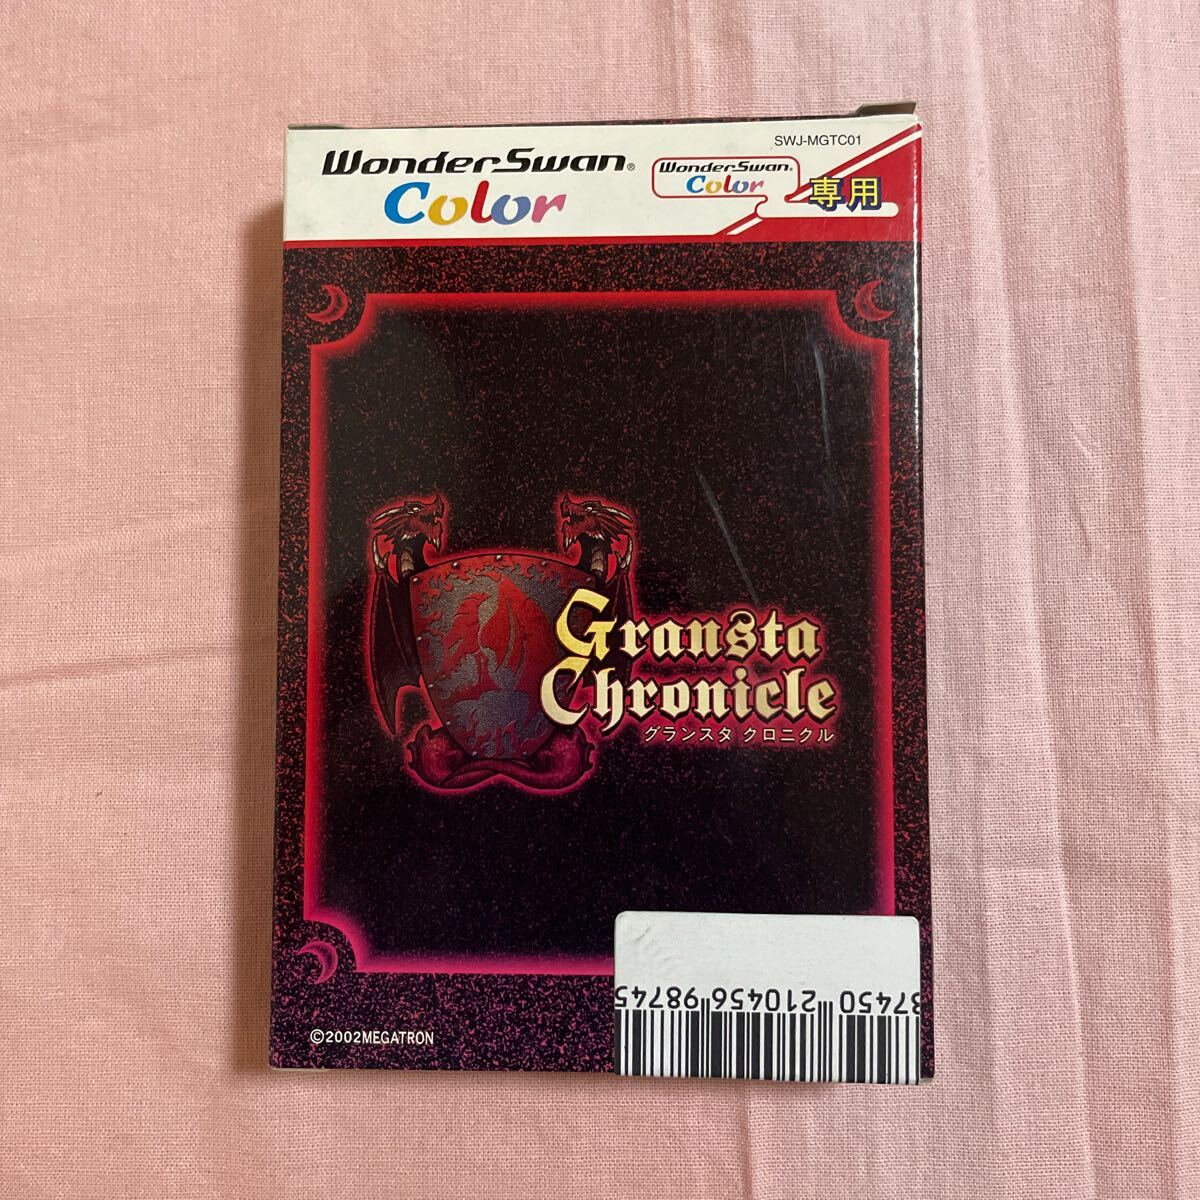 SWJ-MGTC01
WonderSwan®
Color
WonderSwan®
Color
専用
Gransta
Chronicle
グランスタ クロニクル
©2002MEGATRON
37450 210456 98745